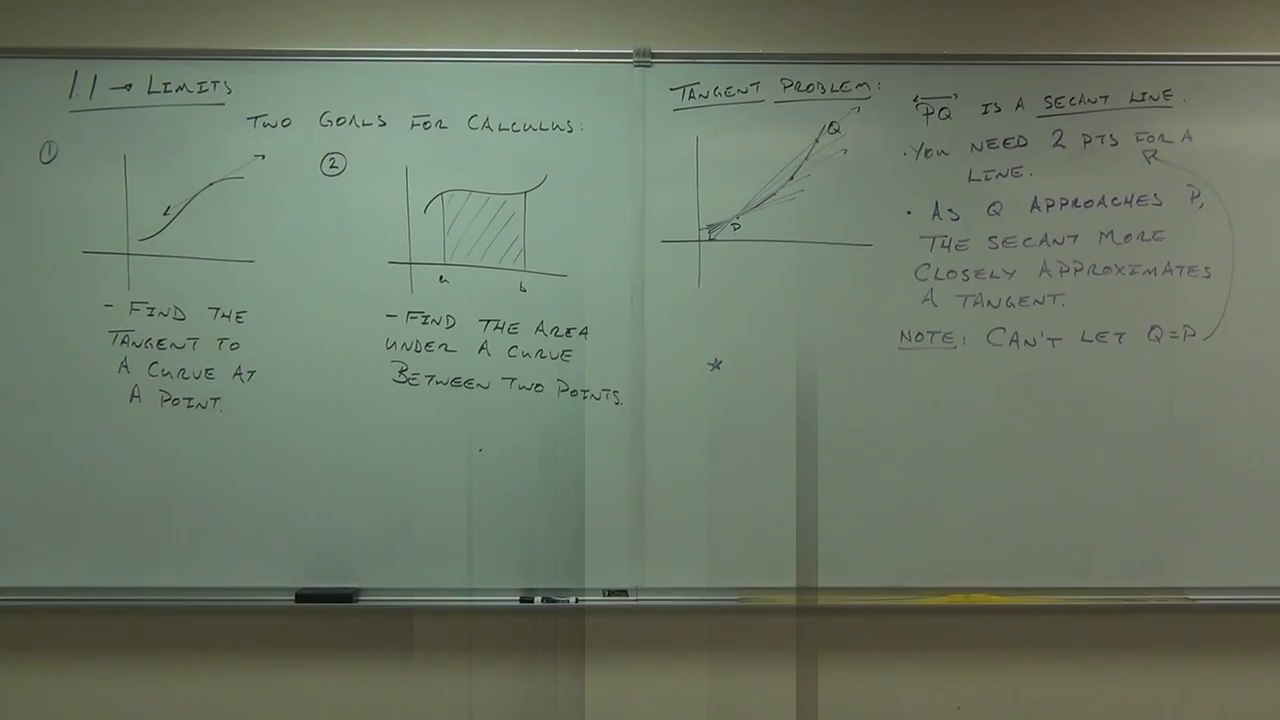 1.1 → LIMITS
TWO GOALS FOR CALCULUS:
①
- FIND THE
TANGENT TO
A CURVE AT
A POINT.
②
a
b
- FIND THE AREA
UNDER A CURVE
BETWEEN TWO POINTS.
TANGENT PROBLEM:
Q
P
PQ IS A SECANT LINE.
• YOU NEED 2 PTS FOR A
LINE.
• AS Q APPROACHES P,
THE SECANT MORE
CLOSELY APPROXIMATES
A TANGENT.
NOTE: CAN'T LET Q=P